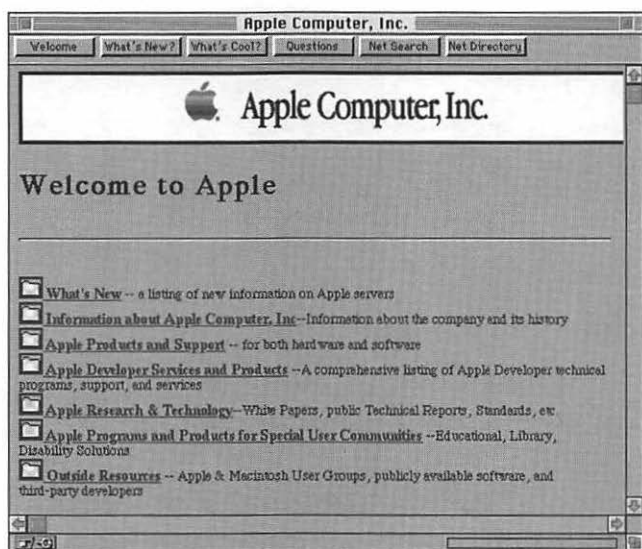 Apple Computer, Inc.
Welcome What's New? What's Cool? Questions Net Search Net Directory
Apple Computer, Inc.
Welcome to Apple
What's New -- a listing of new information on Apple servers
Information about Apple Computer, Inc--Information about the company and its history
Apple Products and Support -- for both hardware and software
Apple Developer Services and Products --A comprehensive listing of Apple Developer technical
programs, support, and services
Apple Research & Technology--White Papers, public Technical Reports, Standards, etc.
Apple Programs and Products for Special User Communities --Educational, Library,
Disability Solutions
Outside Resources -- Apple & Macintosh User Groups, publicly available software, and
third-party developers